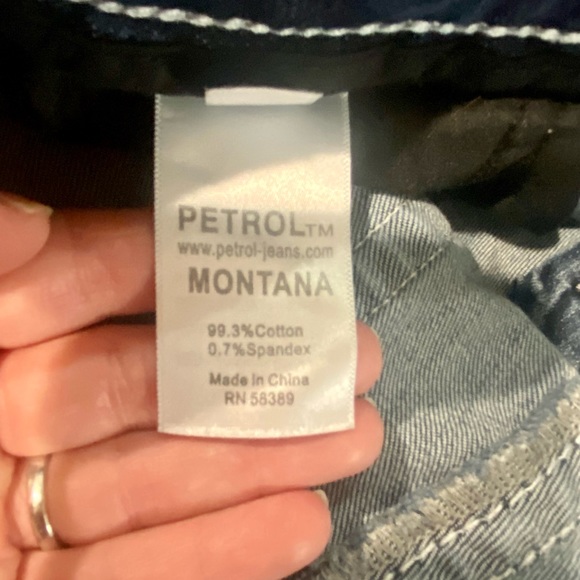 PETROL™
www.petrol-jeans.com
MONTANA
99.3%Cotton
0.7%Spandex
Made in China
RN 58389